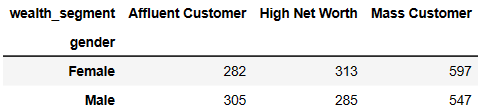 wealth_segment Affluent Customer High Net Worth Mass Customer
gender
Female 282 313 597
Male 305 285 547